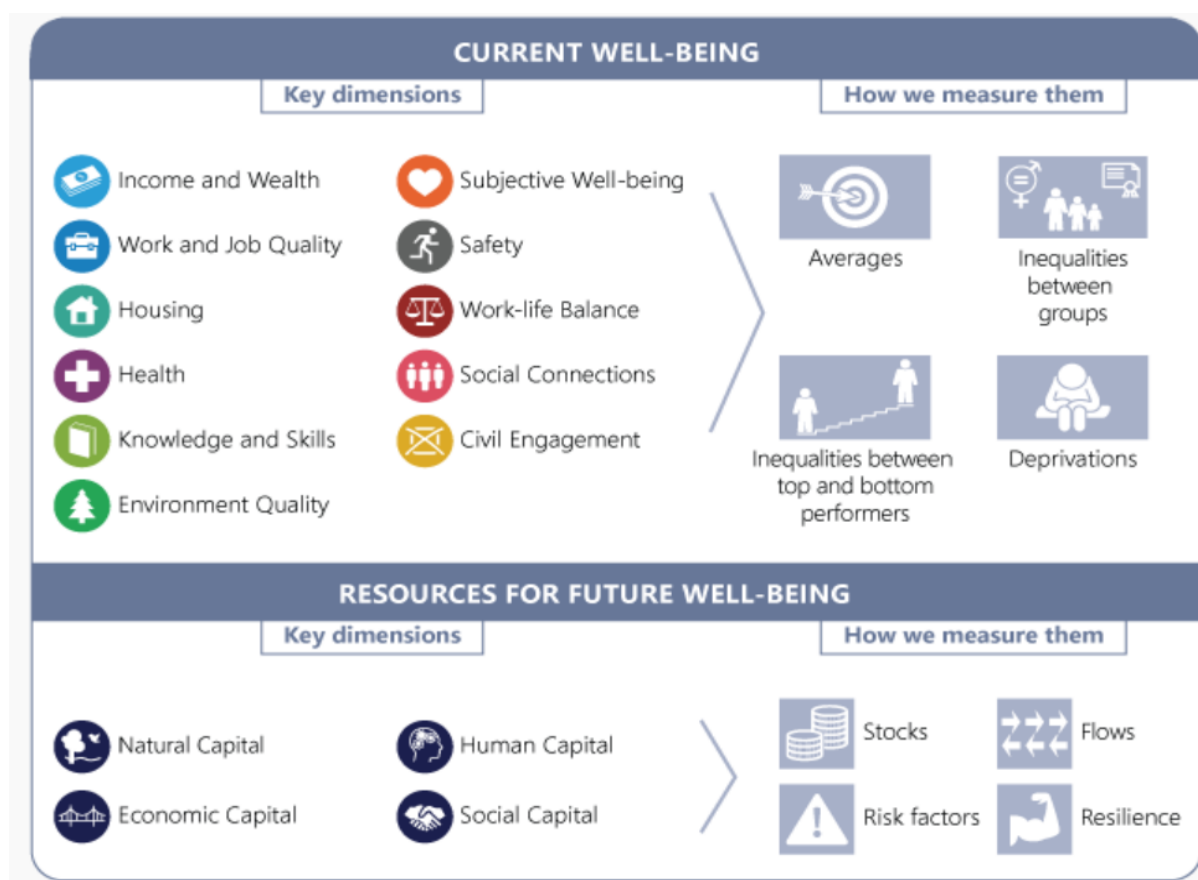 CURRENT WELL-BEING
Key dimensions
How we measure them
Income and Wealth
Work and Job Quality
Housing
Health
Knowledge and Skills
Environment Quality
Subjective Well-being
Safety
Work-life Balance
Social Connections
Civil Engagement
Averages
Inequalities
between
groups
Inequalities between
top and bottom
performers
Deprivations
RESOURCES FOR FUTURE WELL-BEING
Key dimensions
How we measure them
Natural Capital
Economic Capital
Human Capital
Social Capital
Stocks
Flows
Risk factors
Resilience